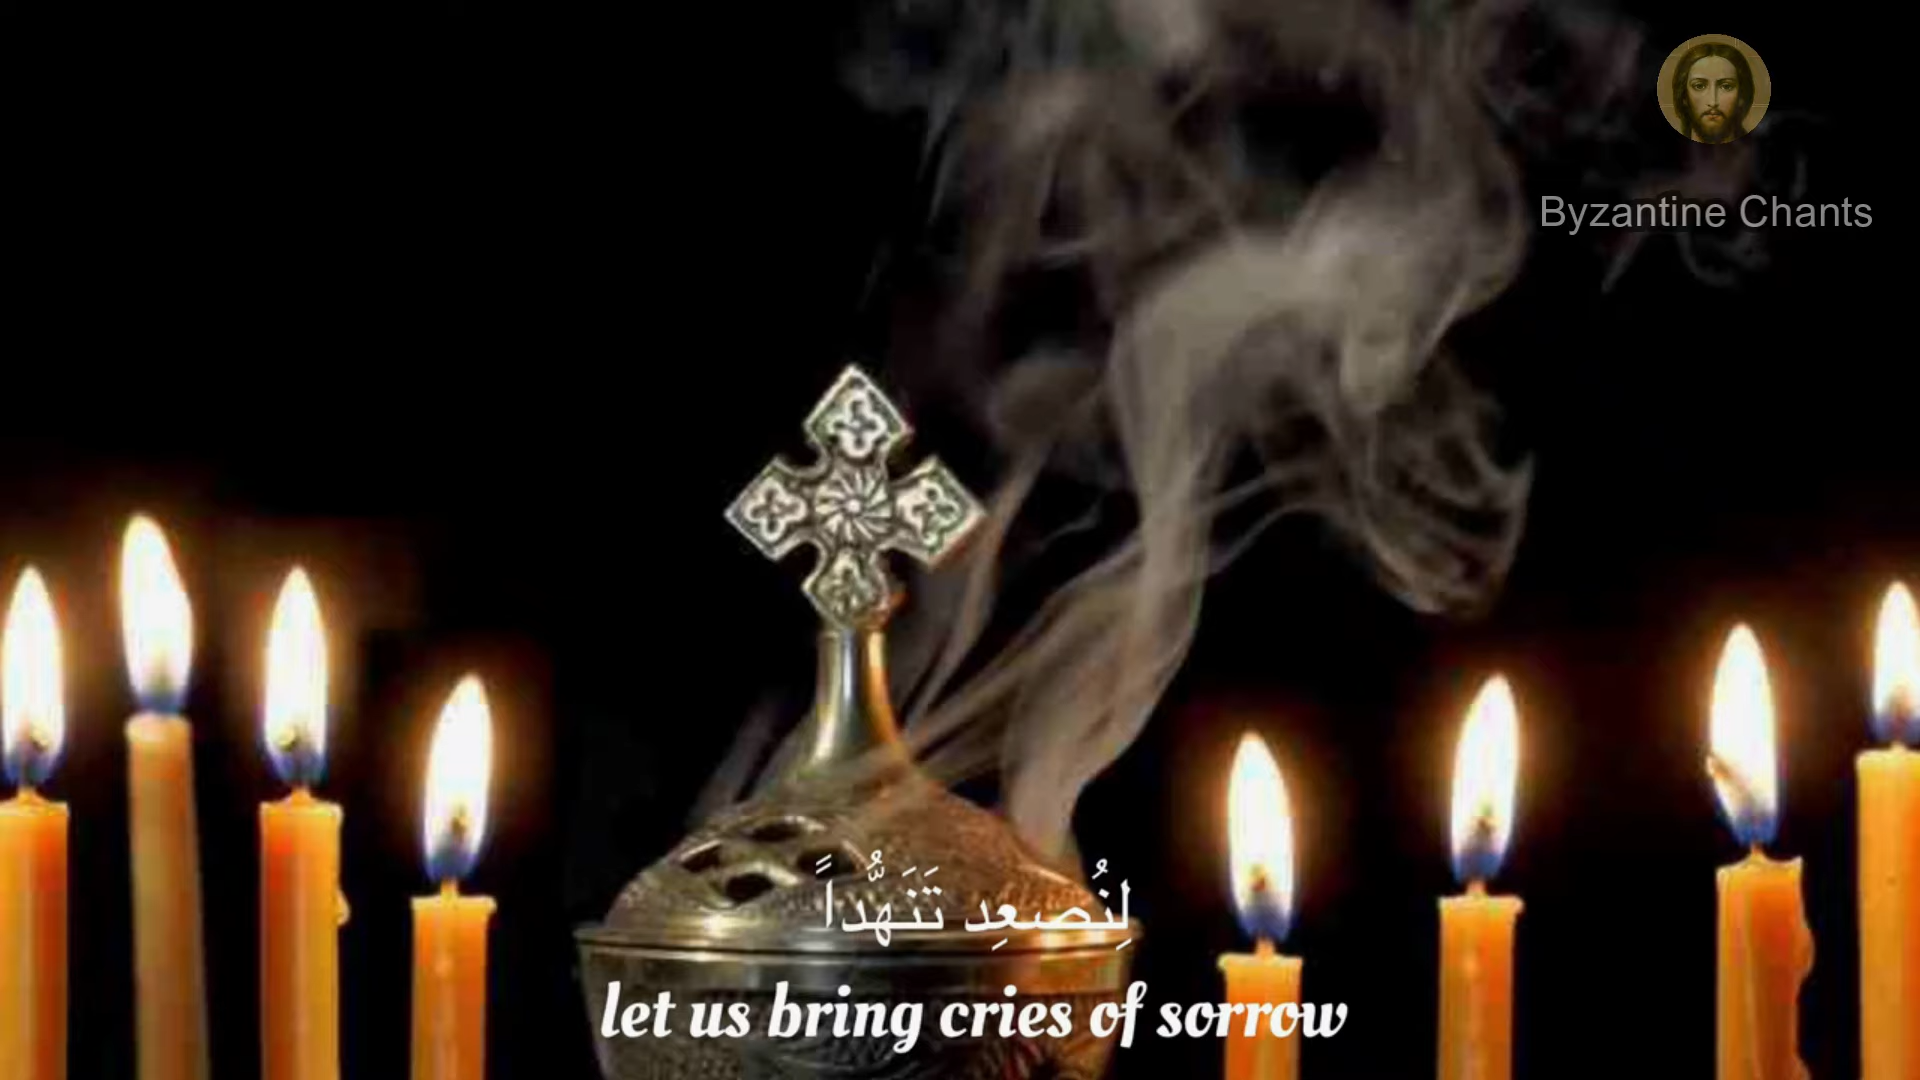 Byzantine Chants
لِنُصعِد تَنَهُّداً
let us bring cries of sorrow